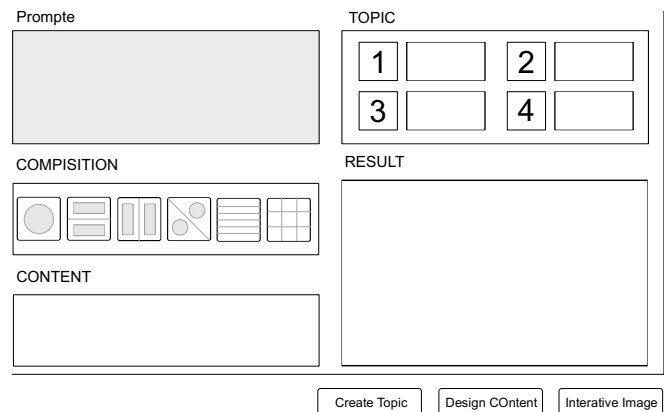 Prompte
TOPIC
1
2
3
4
COMPISITION
RESULT
CONTENT
Create Topic
Design COntent
Interative Image